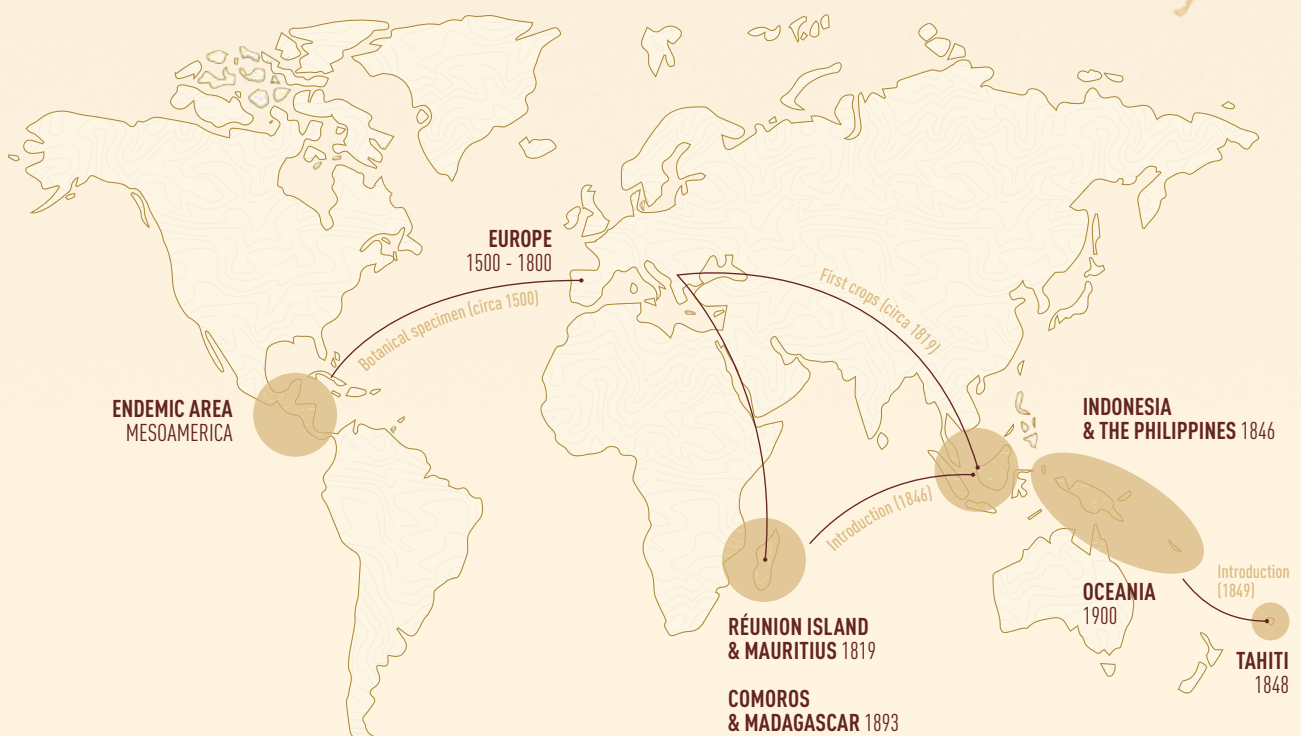 EUROPE
1500 - 1800
Botanical specimen (circa 1500)
First crops (circa 1819)
ENDEMIC AREA
MESOAMERICA
INDONESIA
& THE PHILIPPINES 1846
Introduction (1846)
Introduction
(1849)
OCEANIA
1900
RÉUNION ISLAND
& MAURITIUS 1819
TAHITI
1848
COMOROS
& MADAGASCAR 1893